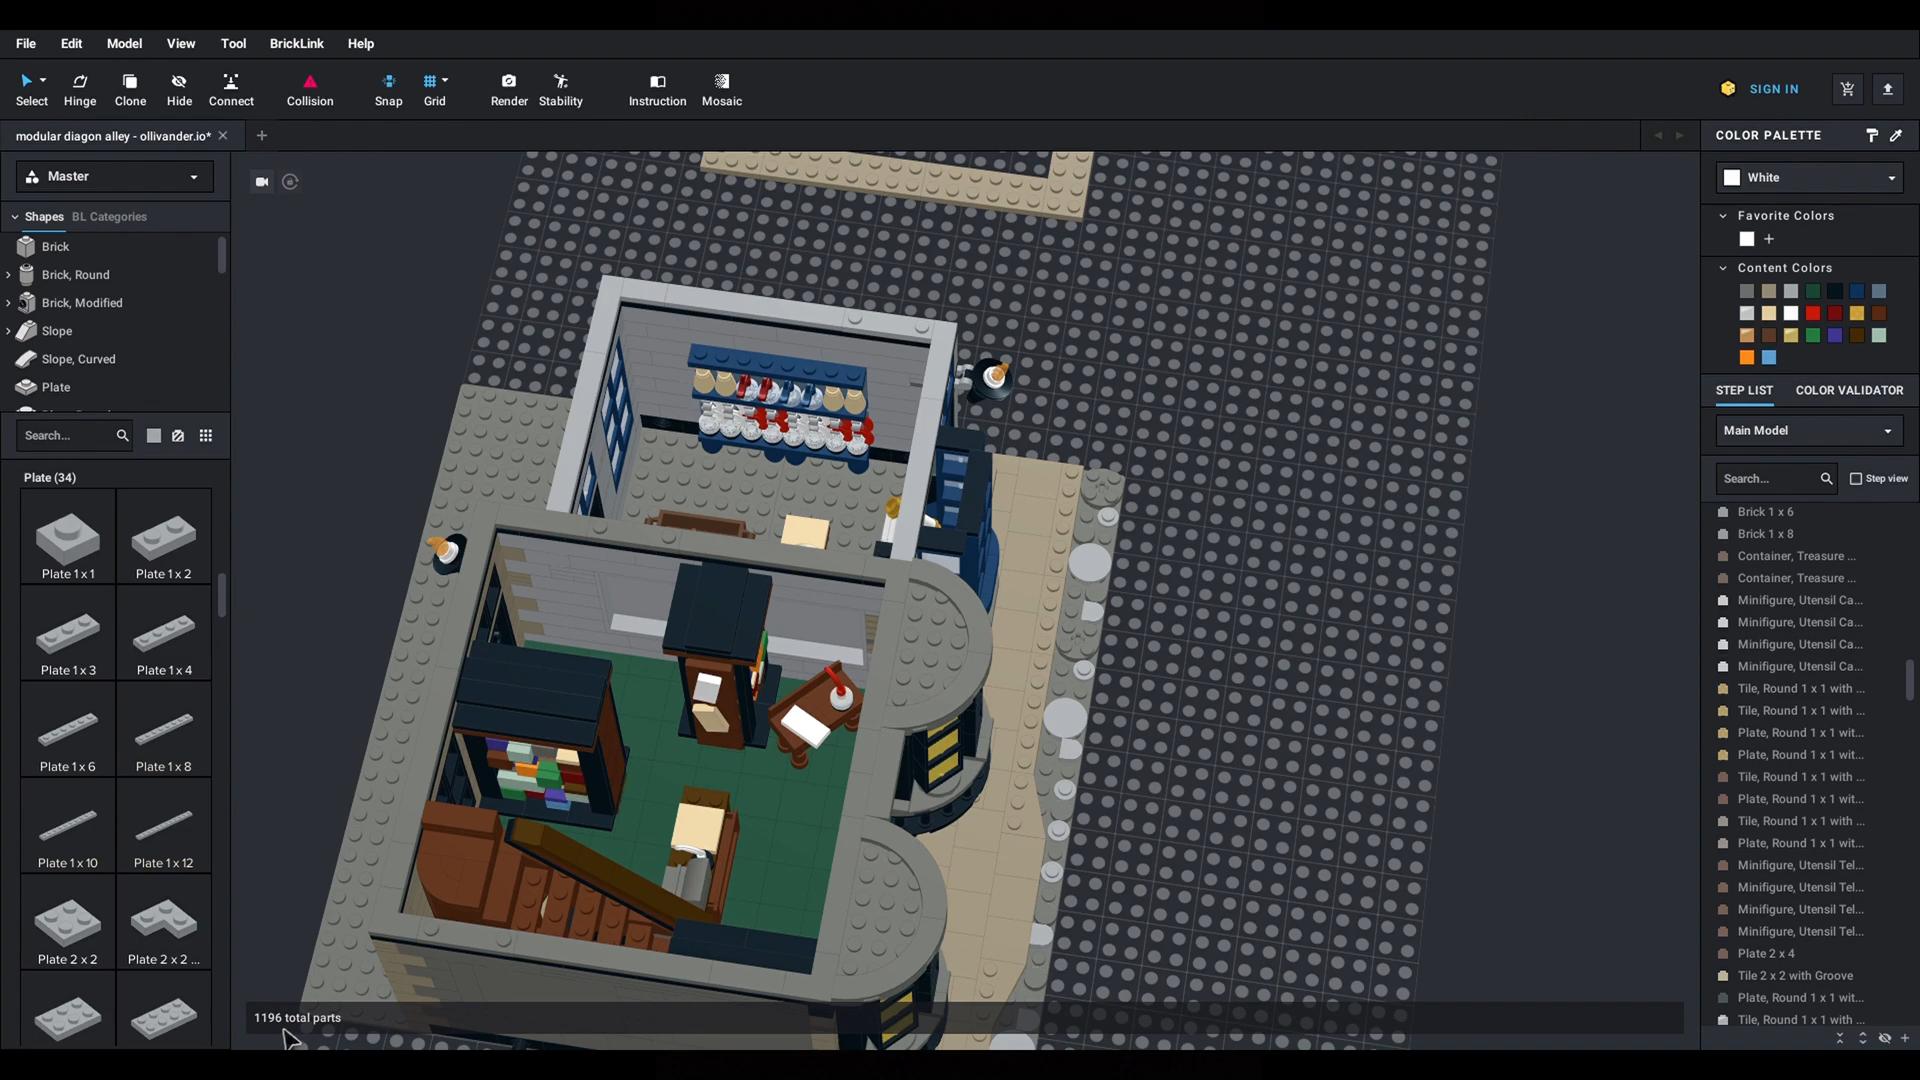 File Edit Model View Tool BrickLink Help
Select Hinge Clone Hide Connect Collision Snap Grid Render Stability Instruction Mosaic
SIGN IN
modular diagon alley - ollivander.io*
COLOR PALETTE
Master
White
Shapes BL Categories
Favorite Colors
Brick
Brick, Round
Brick, Modified
Slope
Slope, Curved
Plate
Content Colors
STEP LIST COLOR VALIDATOR
Search...
Main Model
Search... Step view
Plate (34)
Plate 1 x 1 Plate 1 x 2
Plate 1 x 3 Plate 1 x 4
Plate 1 x 6 Plate 1 x 8
Plate 1 x 10 Plate 1 x 12
Plate 2 x 2 Plate 2 x 2 ...
Brick 1 x 6
Brick 1 x 8
Container, Treasure ...
Container, Treasure ...
Minifigure, Utensil Ca...
Minifigure, Utensil Ca...
Minifigure, Utensil Ca...
Minifigure, Utensil Ca...
Tile, Round 1 x 1 with ...
Tile, Round 1 x 1 with ...
Plate, Round 1 x 1 wit...
Plate, Round 1 x 1 wit...
Tile, Round 1 x 1 with ...
Plate, Round 1 x 1 wit...
Tile, Round 1 x 1 with ...
Plate, Round 1 x 1 wit...
Minifigure, Utensil Tel...
Minifigure, Utensil Tel...
Minifigure, Utensil Tel...
Minifigure, Utensil Tel...
Plate 2 x 4
Tile 2 x 2 with Groove
Plate, Round 1 x 1 wit...
Tile, Round 1 x 1 with ...
1196 total parts